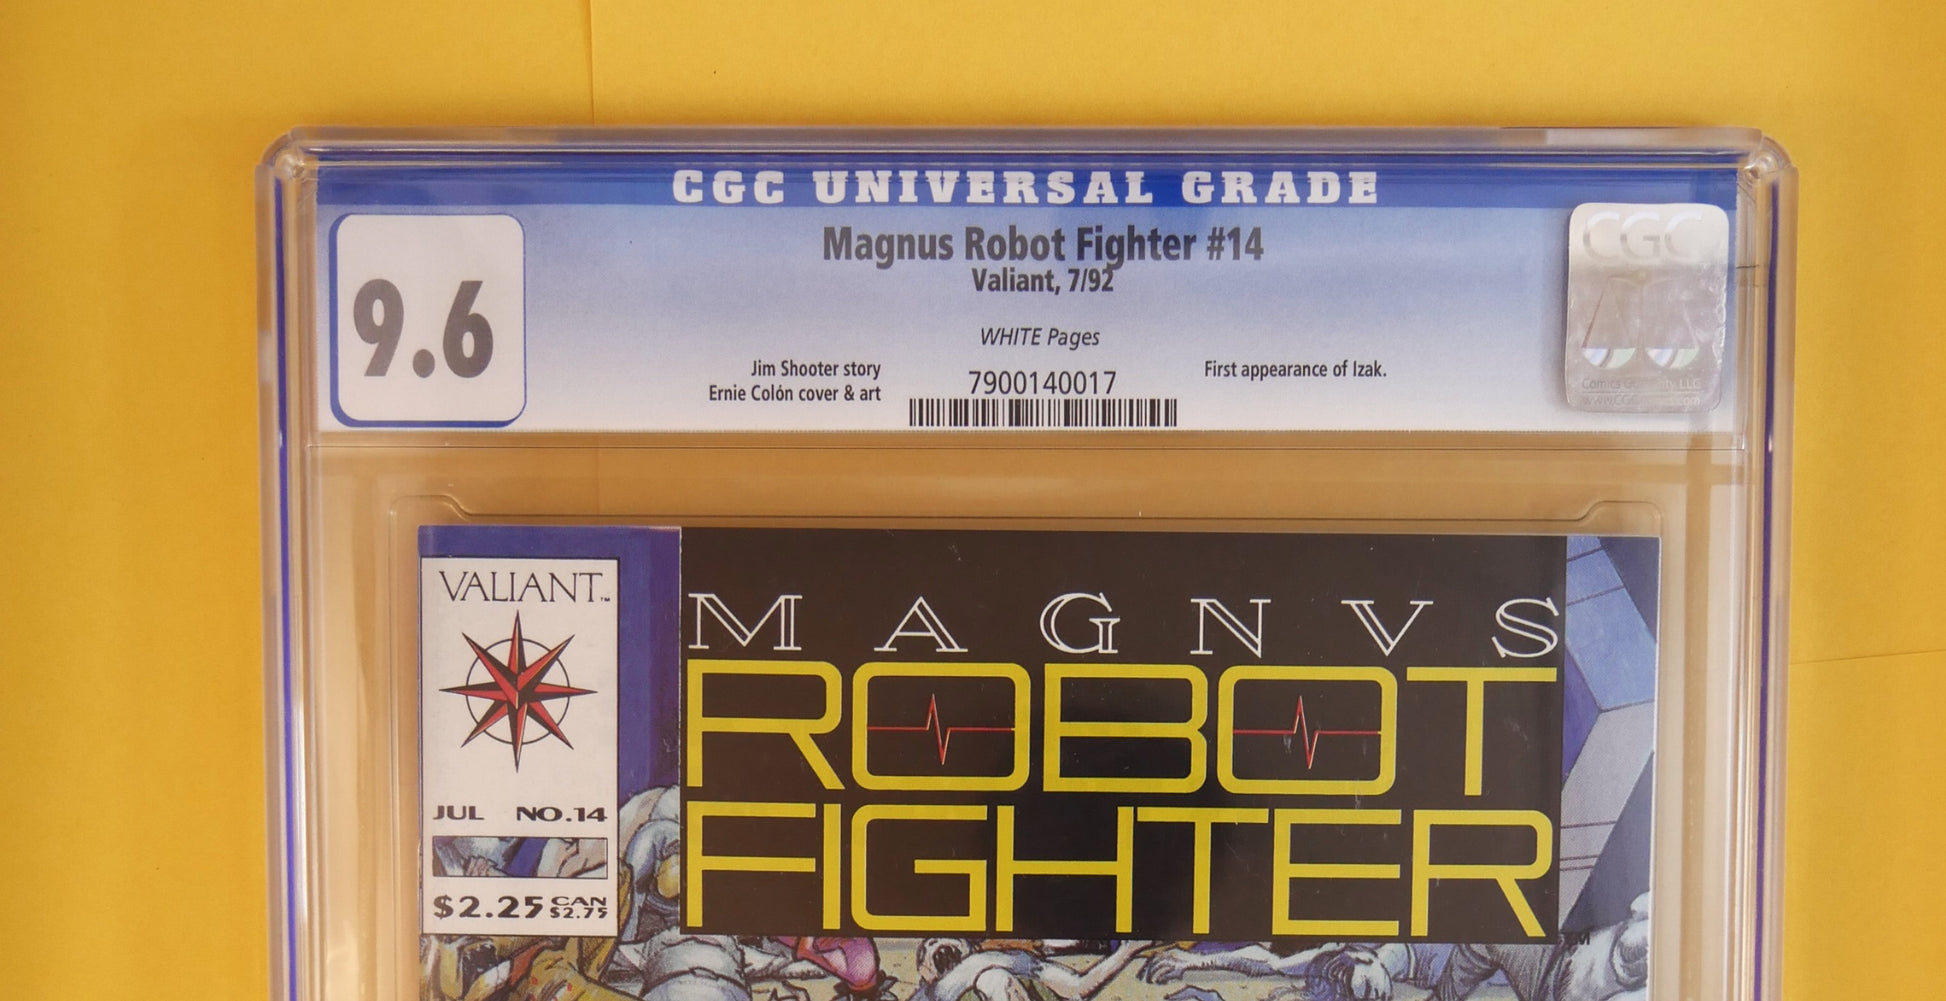 CGC UNIVERSAL GRADE
9.6
Magnus Robot Fighter #14
Valiant, 7/92
WHITE Pages
Jim Shooter story
Ernie Colón cover & art
7900140017
First appearance of Izak.
CGC
VALIANT™
JUL NO.14
$2.25 CAN $2.75
MAGNVS
ROBOT
FIGHTER
TM